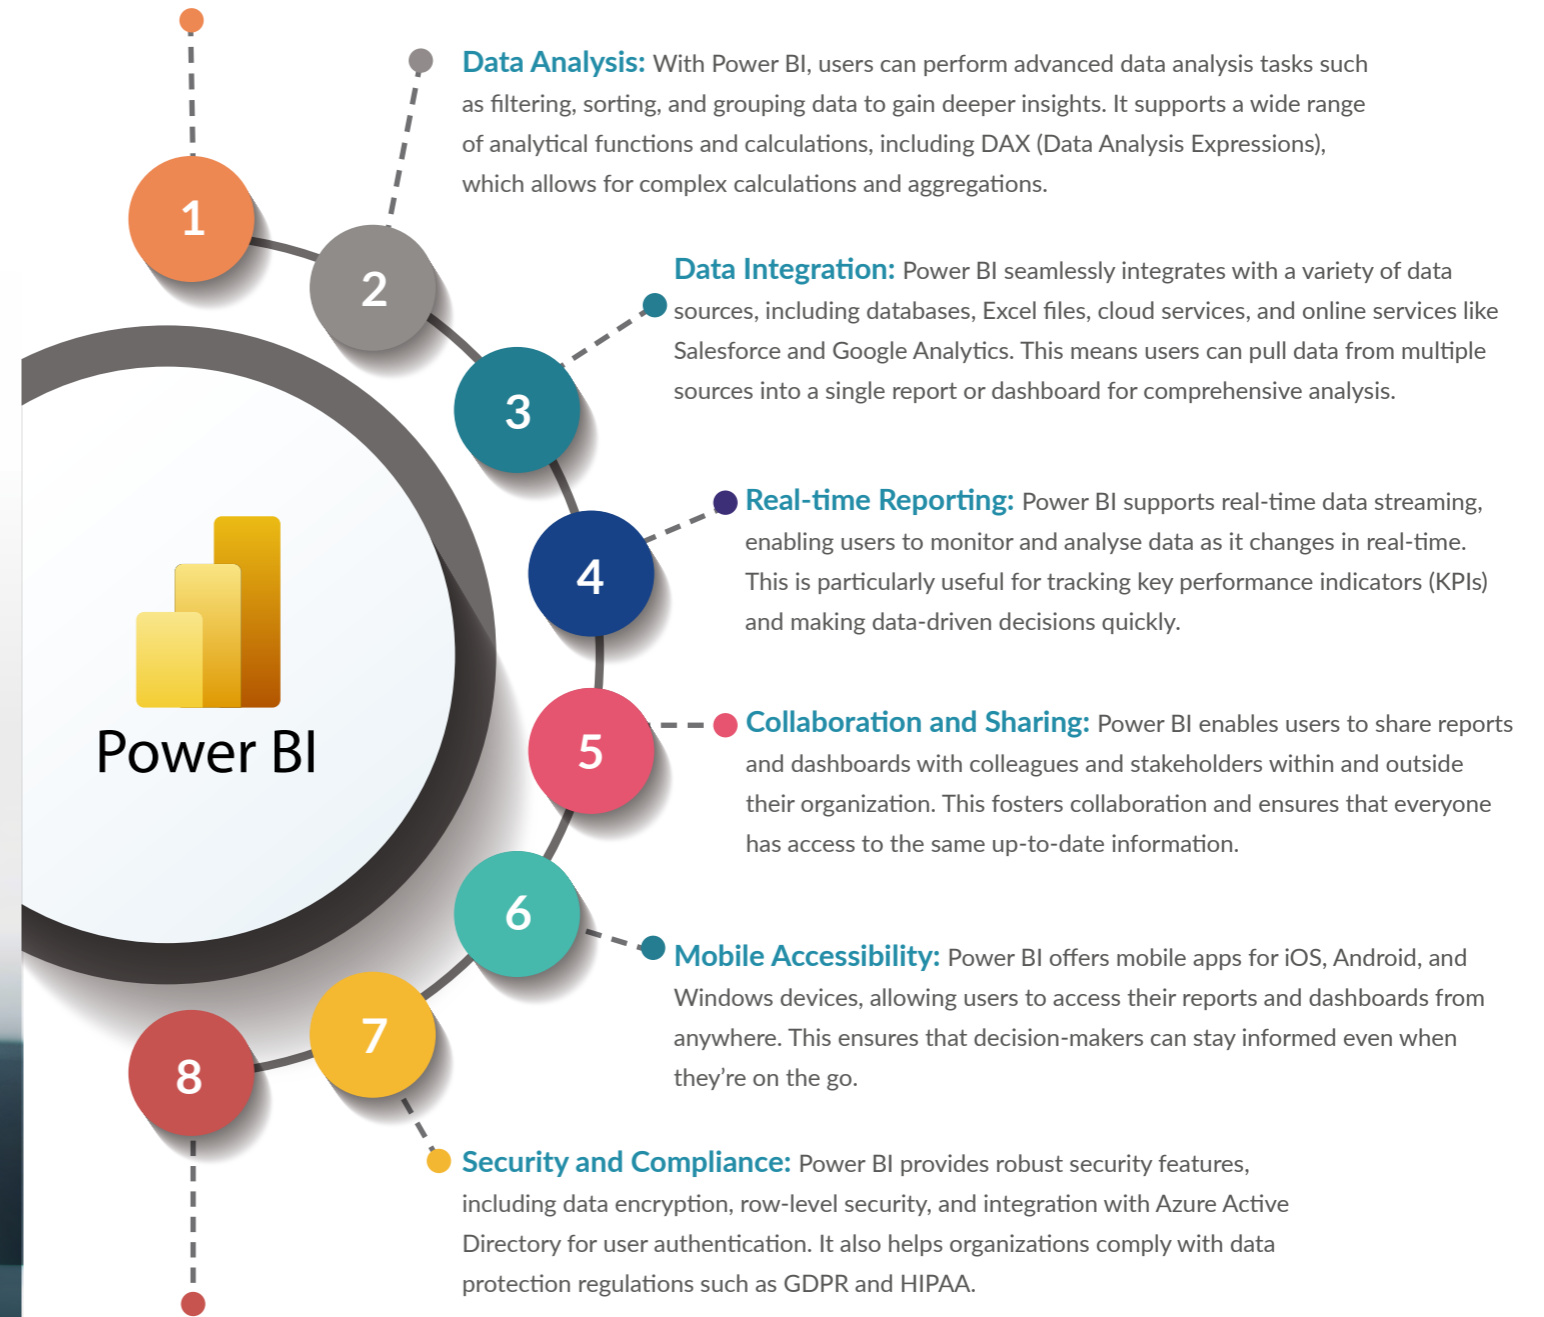 1
2
3
4
5
6
7
8
Power BI
Data Analysis: With Power BI, users can perform advanced data analysis tasks such
as filtering, sorting, and grouping data to gain deeper insights. It supports a wide range
of analytical functions and calculations, including DAX (Data Analysis Expressions),
which allows for complex calculations and aggregations.
Data Integration: Power BI seamlessly integrates with a variety of data
sources, including databases, Excel files, cloud services, and online services like
Salesforce and Google Analytics. This means users can pull data from multiple
sources into a single report or dashboard for comprehensive analysis.
Real-time Reporting: Power BI supports real-time data streaming,
enabling users to monitor and analyse data as it changes in real-time.
This is particularly useful for tracking key performance indicators (KPIs)
and making data-driven decisions quickly.
Collaboration and Sharing: Power BI enables users to share reports
and dashboards with colleagues and stakeholders within and outside
their organization. This fosters collaboration and ensures that everyone
has access to the same up-to-date information.
Mobile Accessibility: Power BI offers mobile apps for iOS, Android, and
Windows devices, allowing users to access their reports and dashboards from
anywhere. This ensures that decision-makers can stay informed even when
they’re on the go.
Security and Compliance: Power BI provides robust security features,
including data encryption, row-level security, and integration with Azure Active
Directory for user authentication. It also helps organizations comply with data
protection regulations such as GDPR and HIPAA.